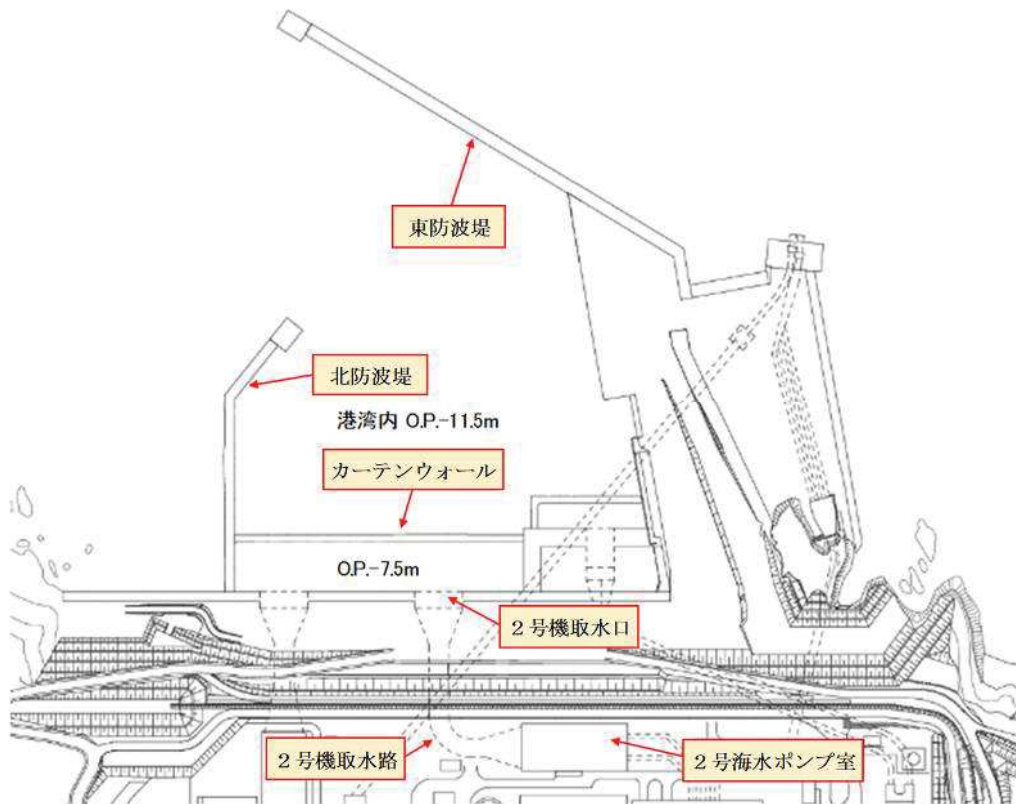 東防波堤
北防波堤
港湾内 O.P.-11.5m
カーテンウォール
O.P.-7.5m
２号機取水口
２号機取水路
２号海水ポンプ室